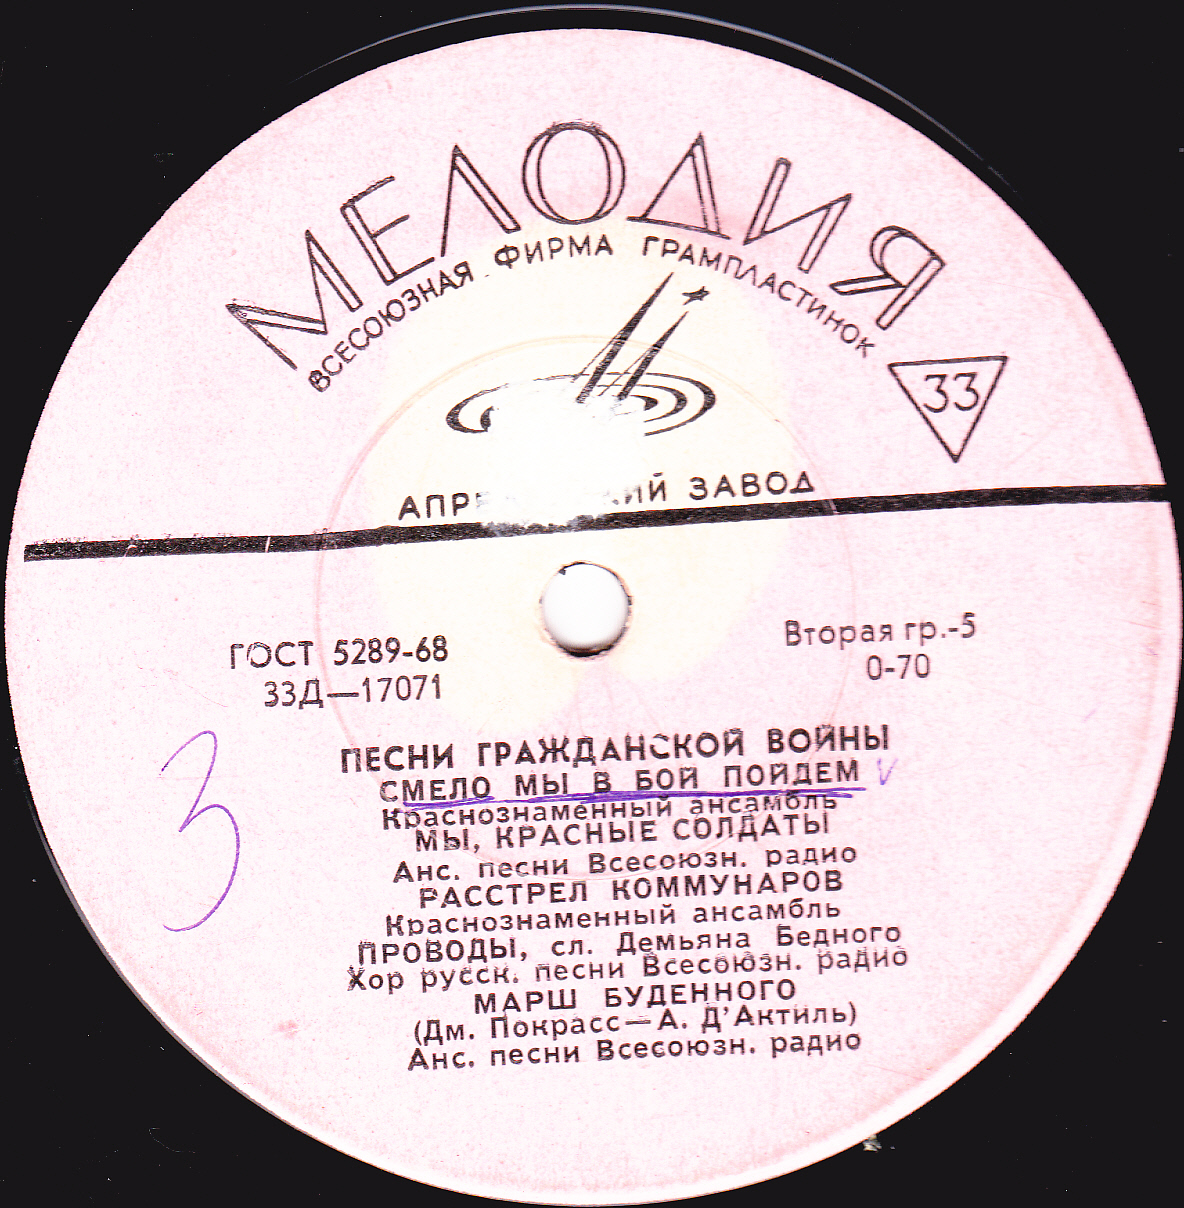 МЕЛОДИЯ
ВСЕСОЮЗНАЯ ФИРМА ГРАМПЛАСТИНОК
33
ЗАВОД
ГОСТ 5289-68
33Д—17071
Вторая гр.-5
0-70
3
ПЕСНИ ГРАЖДАНСКОЙ ВОЙНЫ
СМЕЛО МЫ В БОЙ ПОЙДЕМ
Краснознаменный ансамбль
МЫ, КРАСНЫЕ СОЛДАТЫ
Анс. песни Всесоюзн. радио
РАССТРЕЛ КОММУНАРОВ
Краснознаменный ансамбль
ПРОВОДЫ, сл. Демьяна Бедного
Хор русск. песни Всесоюзн. радио
МАРШ БУДЕННОГО
(Дм. Покрасс—А. Д'Актиль)
Анс. песни Всесоюзн. радио